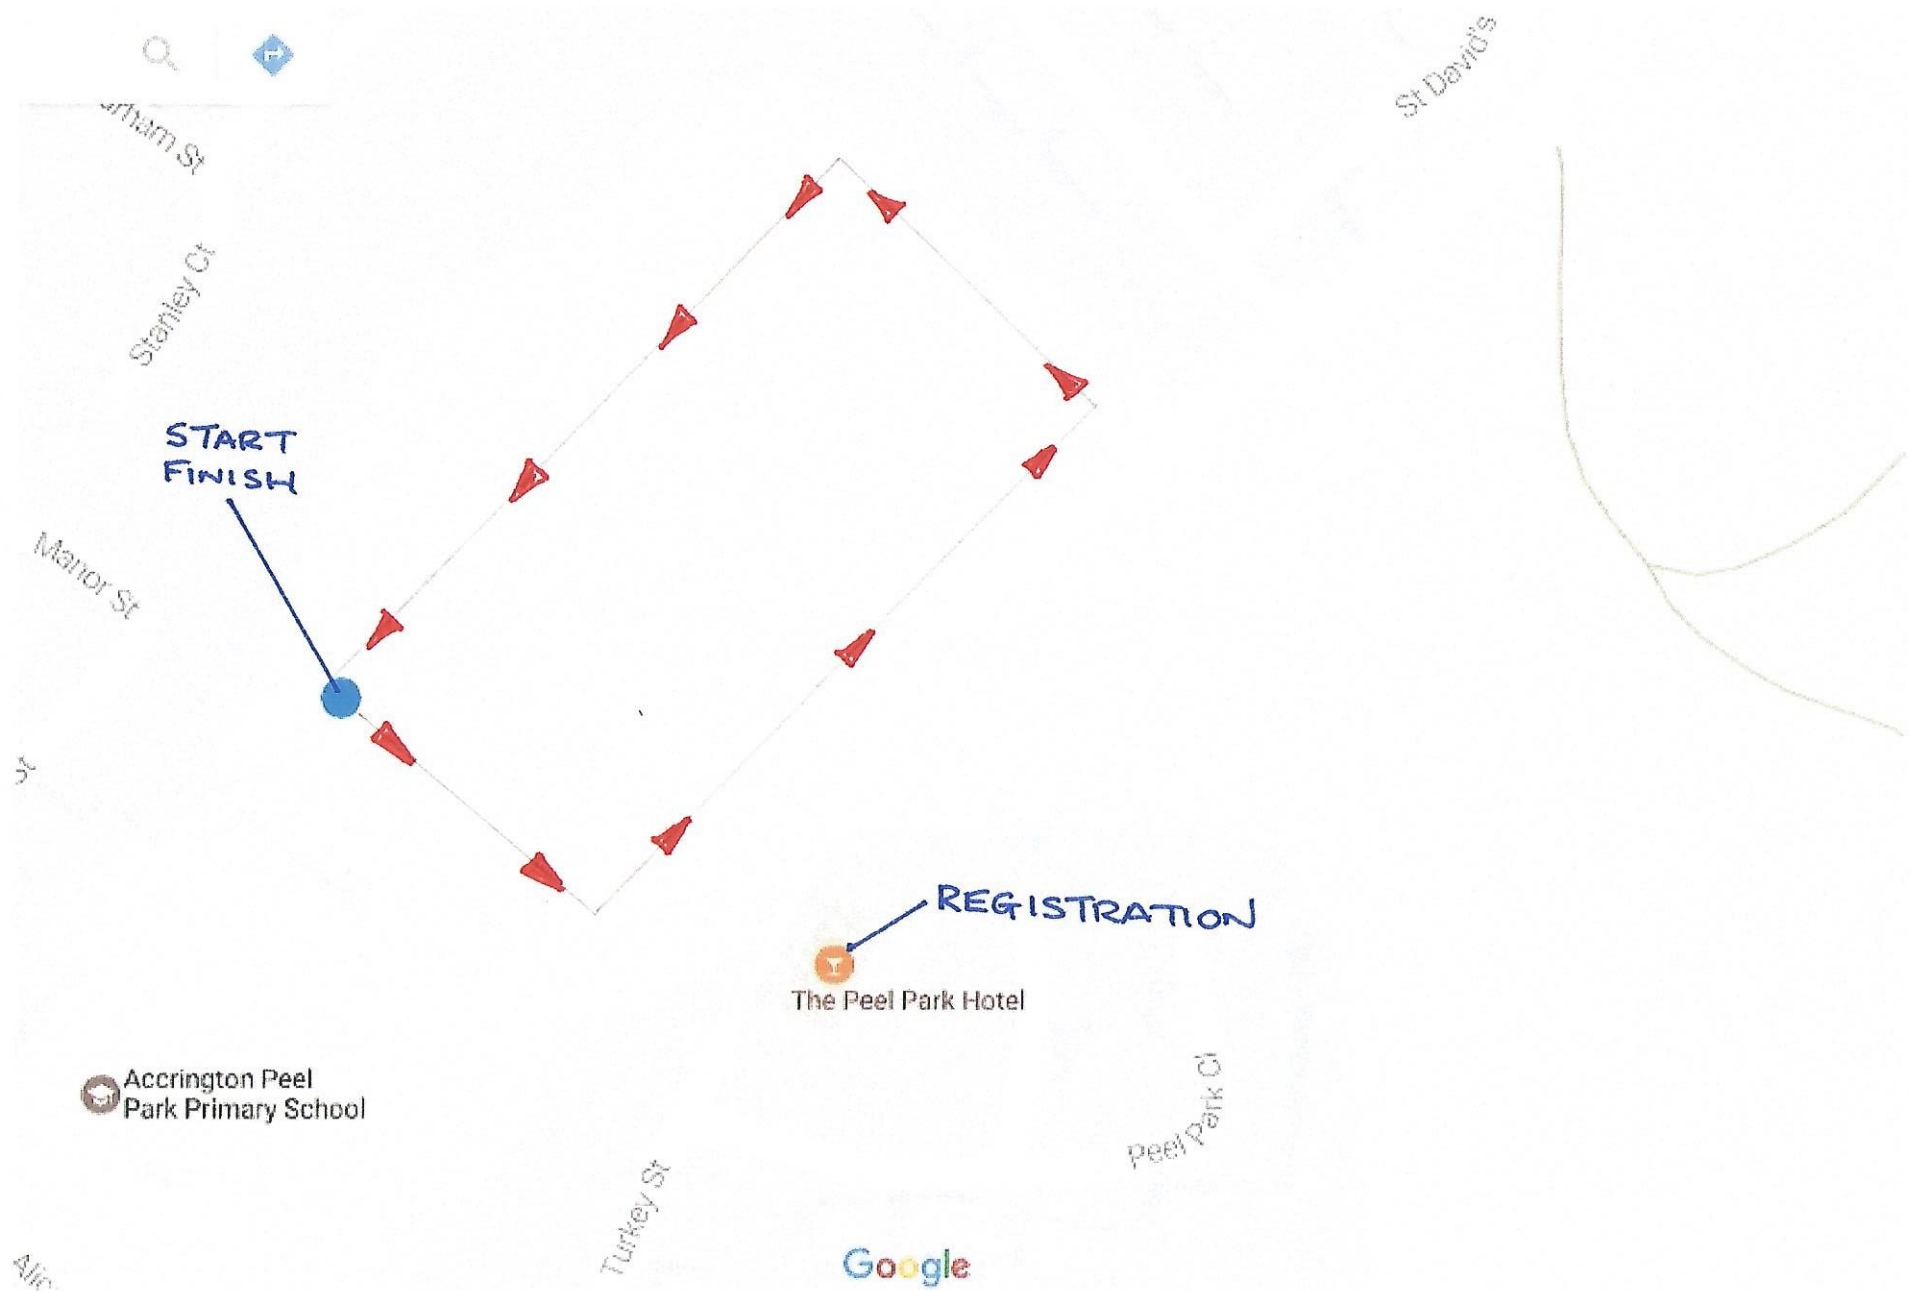 St David's
Stanley Ct
START
FINISH
Manor St
REGISTRATION
The Peel Park Hotel
Accrington Peel
Park Primary School
Peel Park Cl
Turkey St
Google